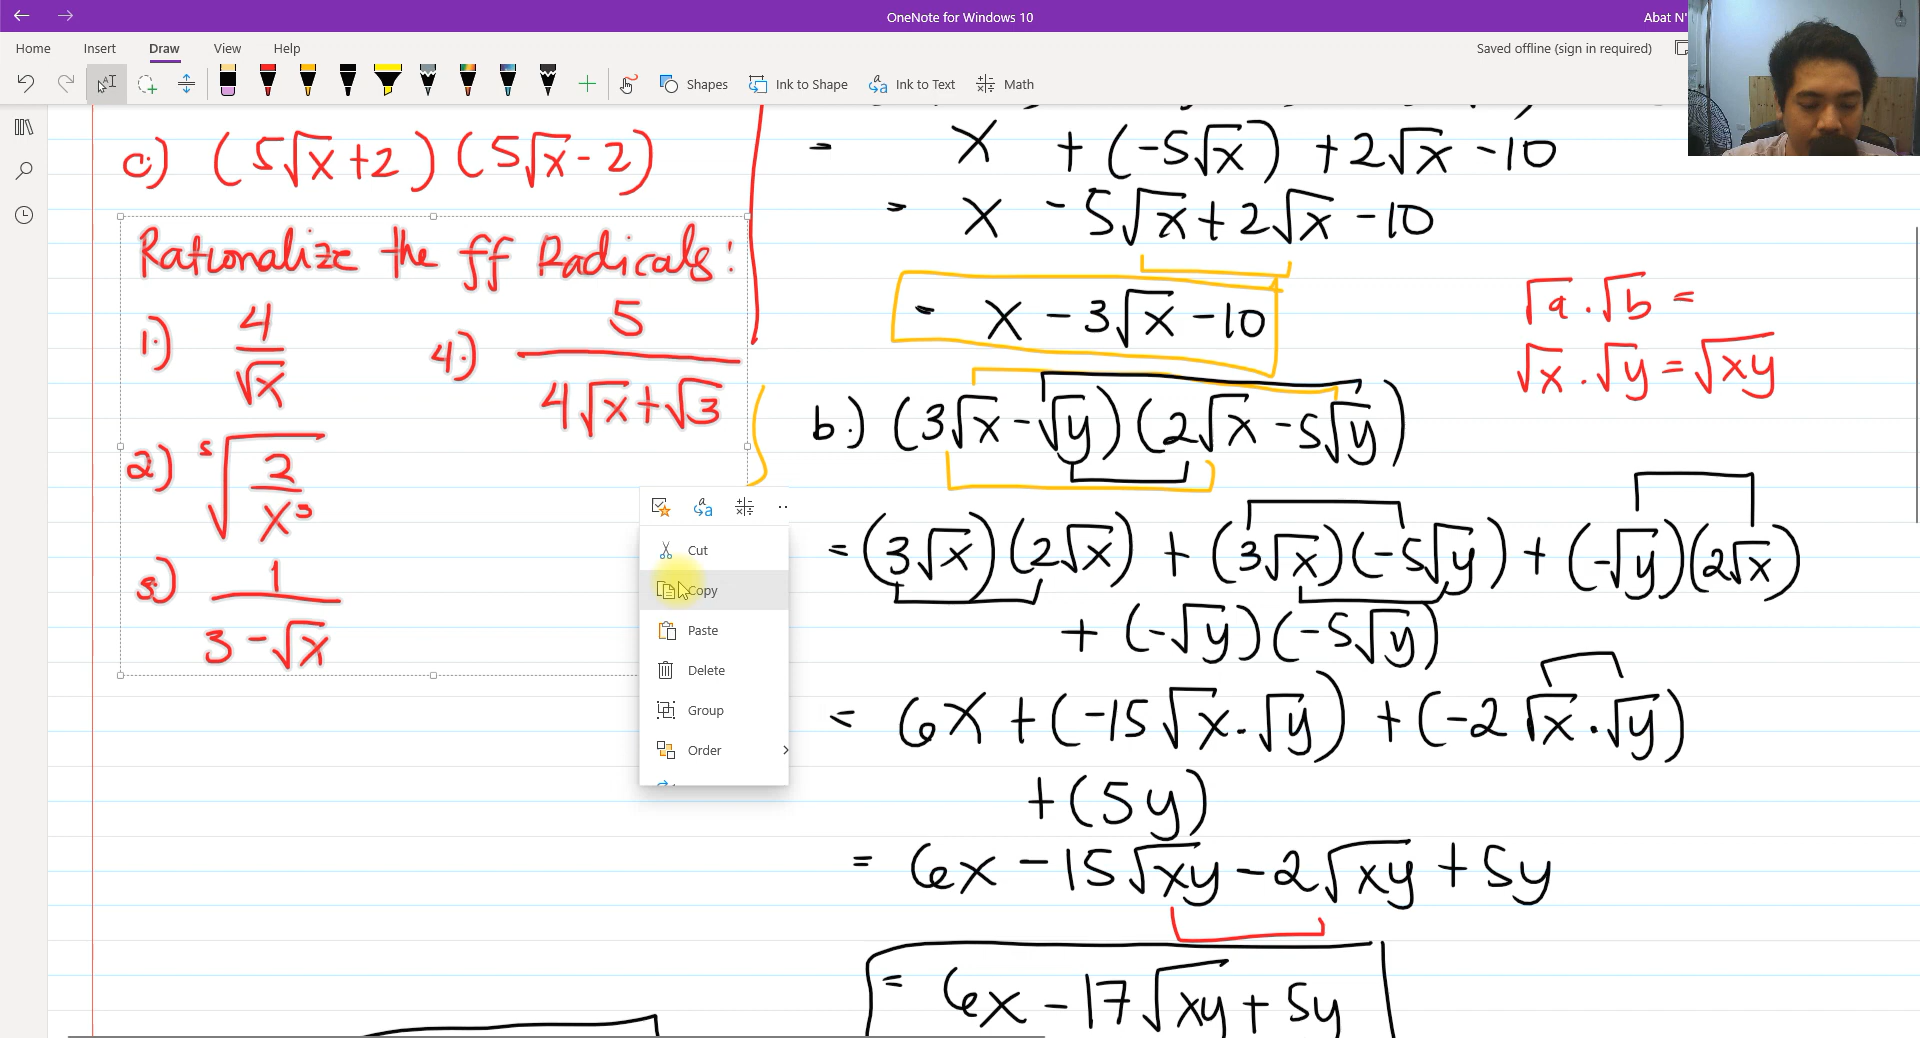 OneNote for Windows 10
Abat N'
Home Insert Draw View Help
Saved offline (sign in required)
Shapes Ink to Shape Ink to Text Math
c.) (5√x+2)(5√x-2)
Rationalize the ff Radicals:
1.) 4/√x
4.) 5/(4√x+√3)
2.) ⁵√(2/x³)
3.) 1/(3-√x)
Cut
Copy
Paste
Delete
Group
Order
= x + (-5√x) + 2√x - 10
= x - 5√x + 2√x - 10
= x - 3√x - 10
√a . √b =
√x . √y = √xy
b.) (3√x - √y)(2√x - 5√y)
= (3√x)(2√x) + (3√x)(-5√y) + (-√y)(2√x)
+ (-√y)(-5√y)
= 6x + (-15√x . √y) + (-2√x . √y)
+ (5y)
= 6x - 15√xy - 2√xy + 5y
= 6x - 17√xy + 5y